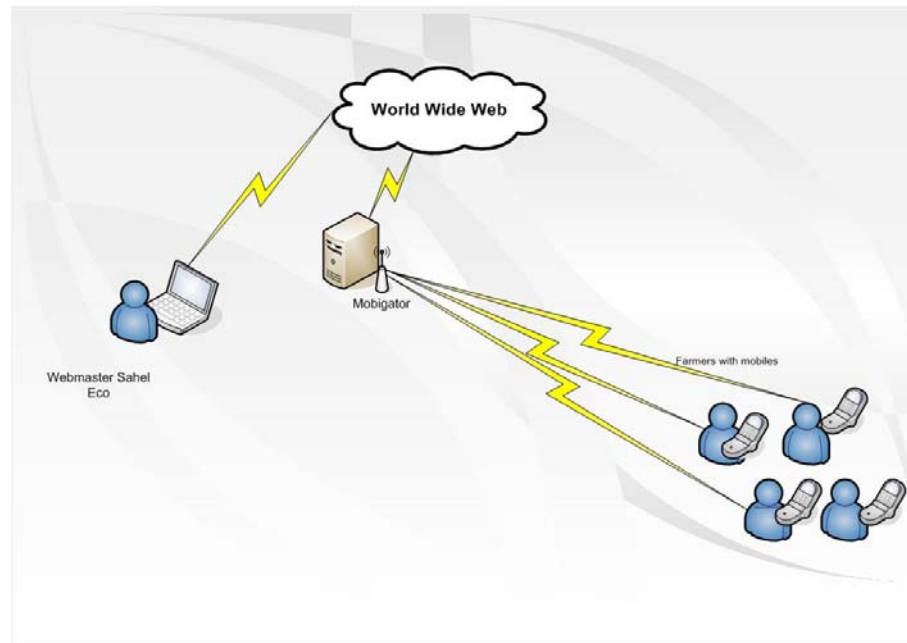 World Wide Web
Mobigator
Farmers with mobiles
Webmaster Sahel
Eco